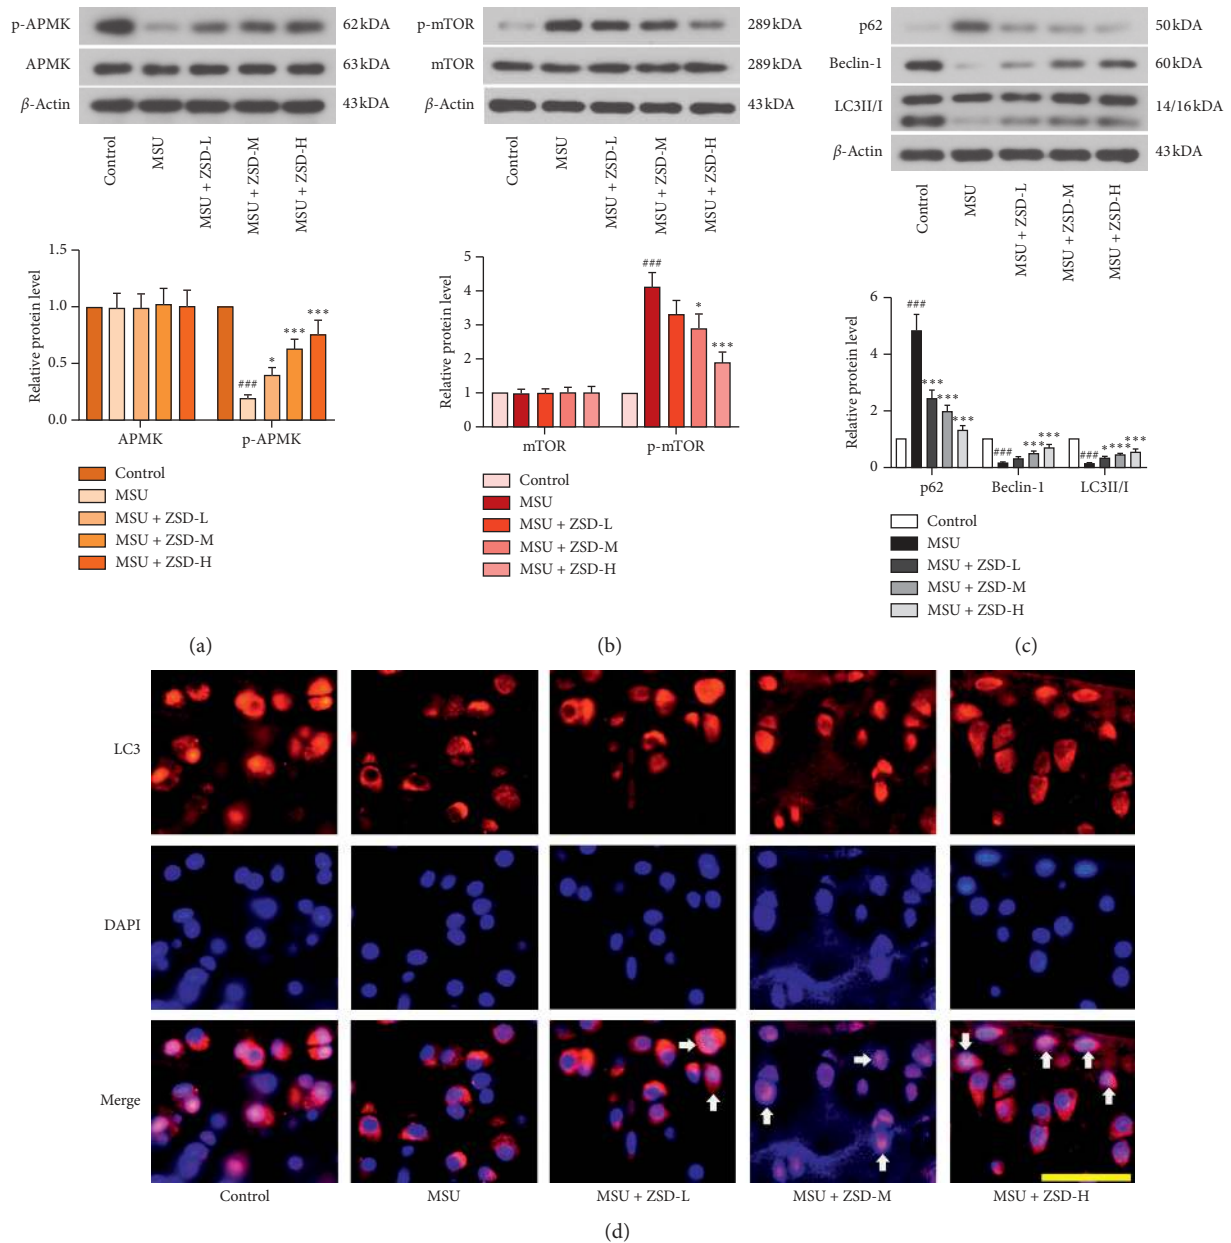 p-APMK
62 kDA
APMK
63 kDA
β-Actin
43 kDA
Control
MSU
MSU + ZSD-L
MSU + ZSD-M
MSU + ZSD-H
Relative protein level
1.5
1.0
0.5
0.0
###
*
***
***
APMK
p-APMK
Control
MSU
MSU + ZSD-L
MSU + ZSD-M
MSU + ZSD-H
(a)
p-mTOR
289 kDA
mTOR
289 kDA
β-Actin
43 kDA
Control
MSU
MSU + ZSD-L
MSU + ZSD-M
MSU + ZSD-H
Relative protein level
5
4
3
2
1
0
###
*
***
mTOR
p-mTOR
Control
MSU
MSU + ZSD-L
MSU + ZSD-M
MSU + ZSD-H
(b)
p62
50 kDA
Beclin-1
60 kDA
LC3II/I
14/16 kDA
β-Actin
43 kDA
Control
MSU
MSU + ZSD-L
MSU + ZSD-M
MSU + ZSD-H
Relative protein level
6
4
2
0
###
***
***
***
###
***
***
###
*
***
***
p62
Beclin-1
LC3II/I
Control
MSU
MSU + ZSD-L
MSU + ZSD-M
MSU + ZSD-H
(c)
LC3
DAPI
Merge
Control
MSU
MSU + ZSD-L
MSU + ZSD-M
MSU + ZSD-H
(d)